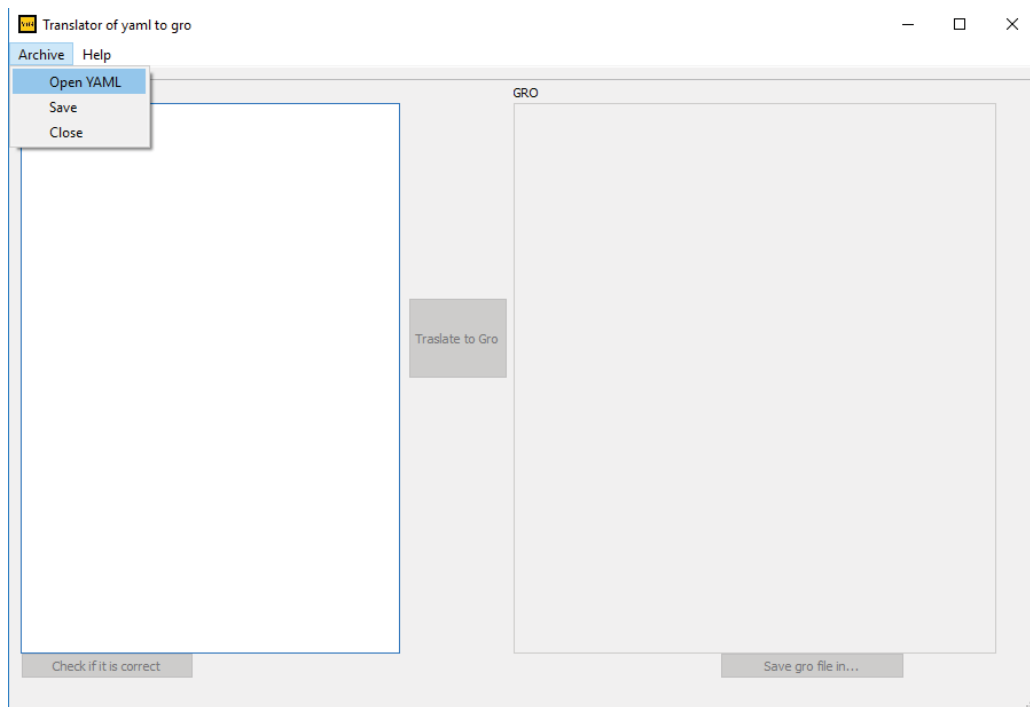 Translator of yaml to gro
Archive Help
Open YAML
Save
Close
GRO
Traslate to Gro
Check if it is correct
Save gro file in...